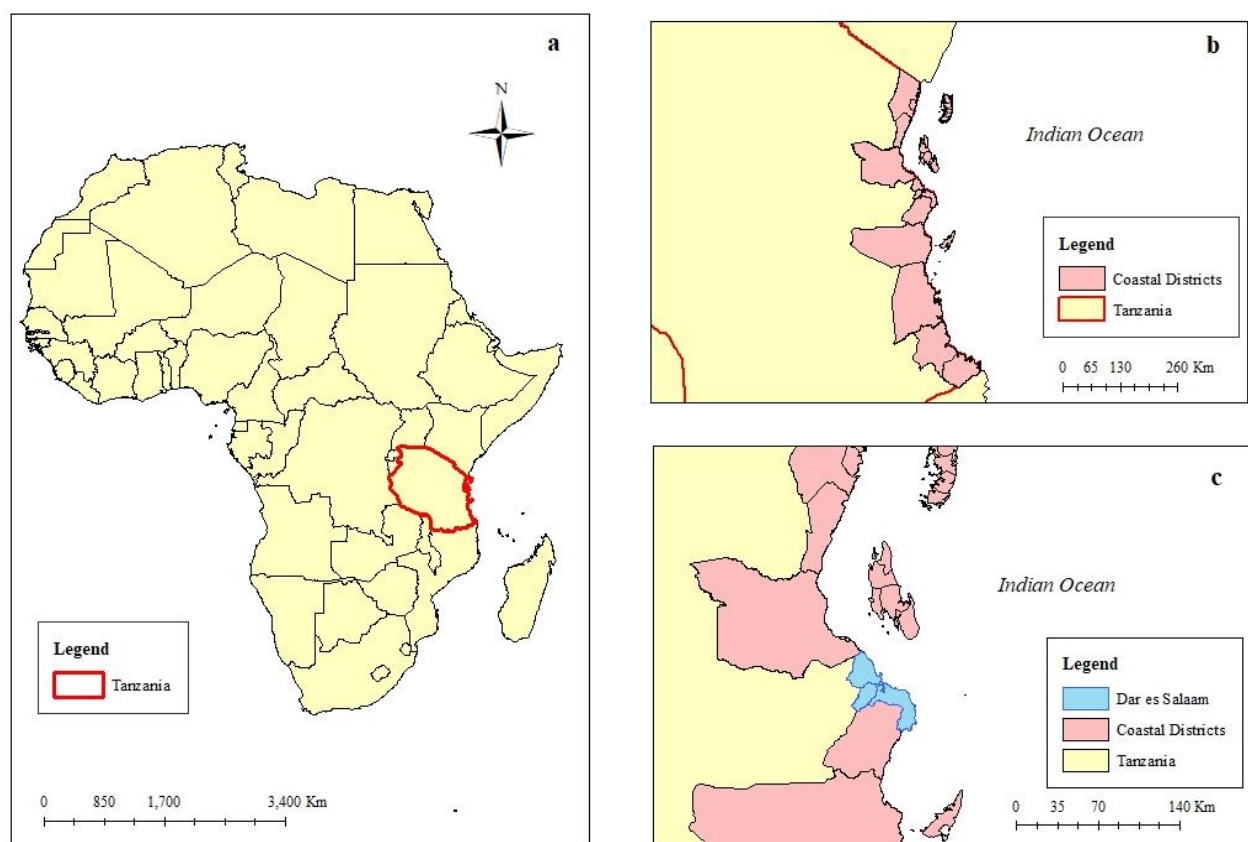 a
N
Legend
Tanzania
0 850 1,700 3,400 Km
b
Indian Ocean
Legend
Coastal Districts
Tanzania
0 65 130 260 Km
c
Indian Ocean
Legend
Dar es Salaam
Coastal Districts
Tanzania
0 35 70 140 Km